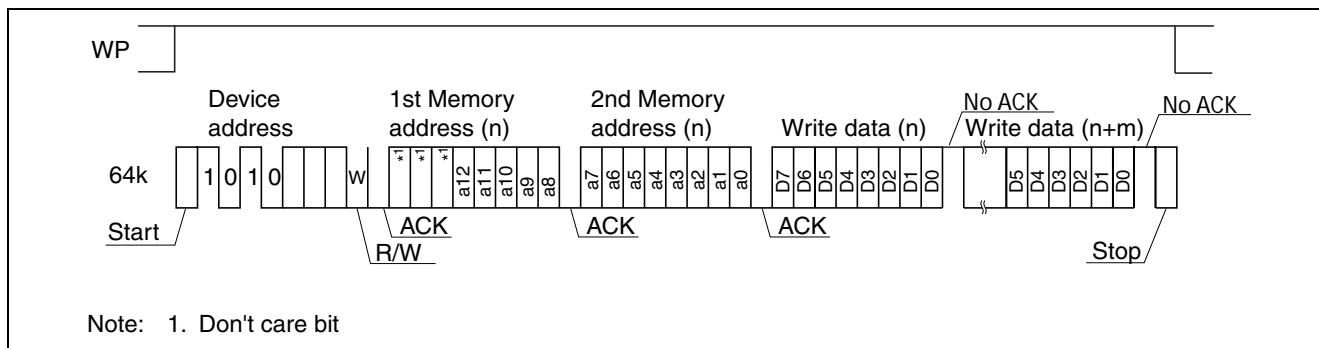 WP
Device
address
1st Memory
address (n)
2nd Memory
address (n)
Write data (n)
No ACK
Write data (n+m)
No ACK
64k
1 0 1 0 W
*1 *1 *1 a12 a11 a10 a9 a8
a7 a6 a5 a4 a3 a2 a1 a0
D7 D6 D5 D4 D3 D2 D1 D0
D5 D4 D3 D2 D1 D0
Start
R/W
ACK
ACK
ACK
Stop
Note: 1. Don't care bit